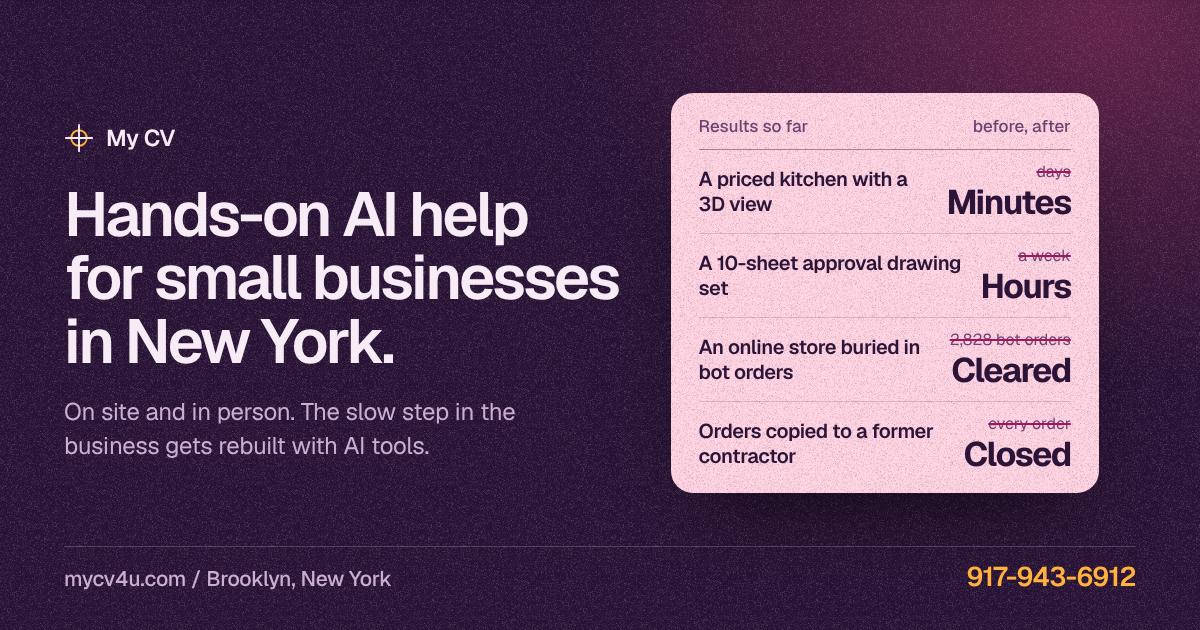 My CV
Hands-on AI help
for small businesses
in New York.
On site and in person. The slow step in the
business gets rebuilt with AI tools.
Results so far
before, after
A priced kitchen with a
3D view
days
Minutes
A 10-sheet approval drawing
set
a week
Hours
An online store buried in
bot orders
2,828 bot orders
Cleared
Orders copied to a former
contractor
every order
Closed
mycv4u.com / Brooklyn, New York
917-943-6912